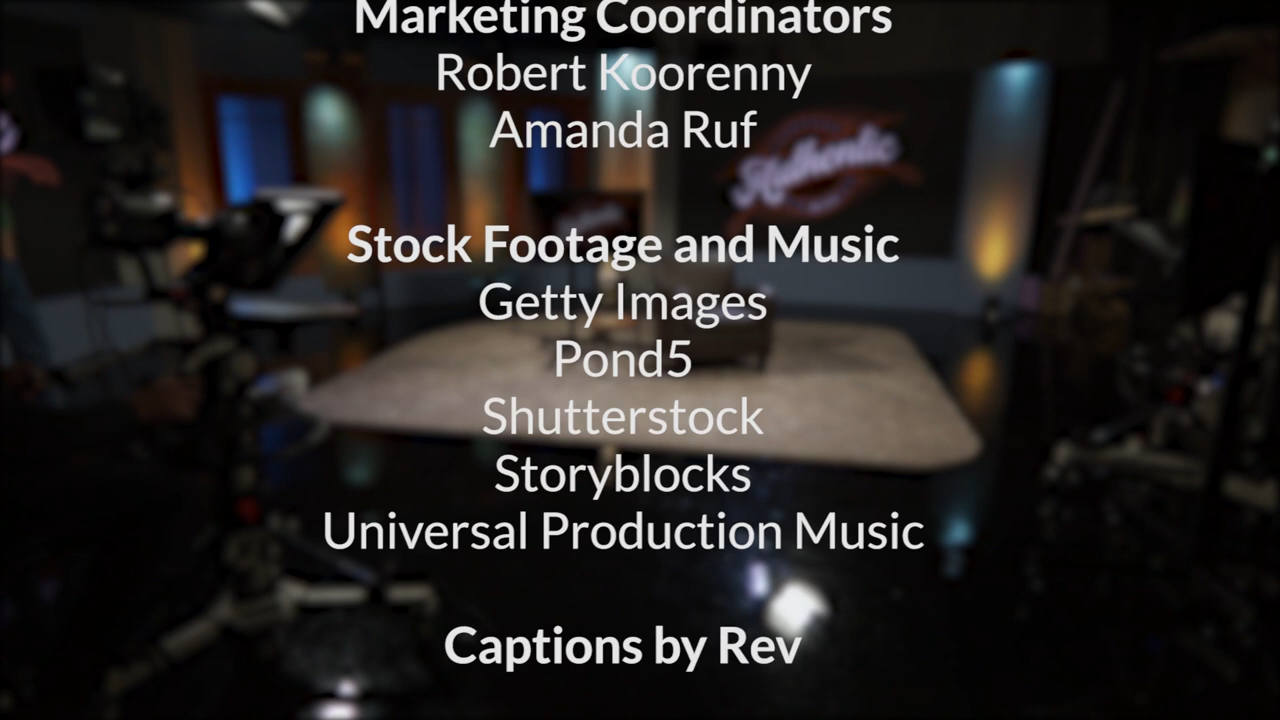 Marketing Coordinators
Robert Koorenny
Amanda Ruf
Authentic
Stock Footage and Music
Getty Images
Pond5
Shutterstock
Storyblocks
Universal Production Music
Captions by Rev